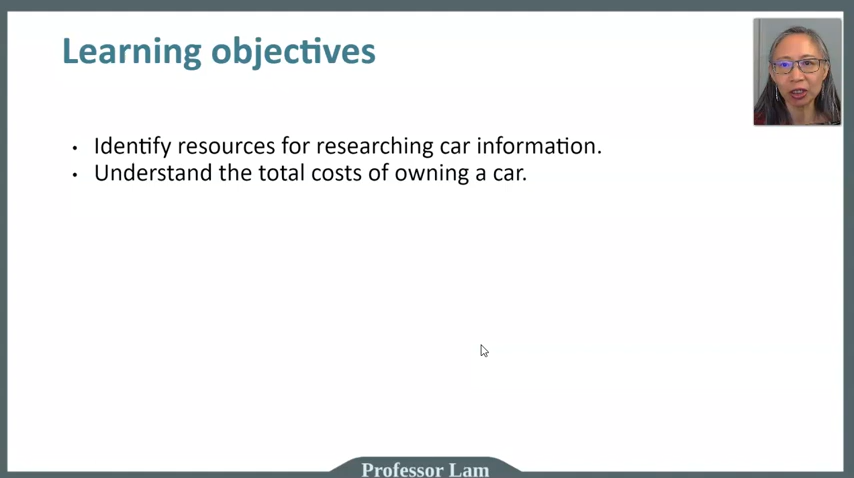 Learning objectives
• Identify resources for researching car information.
• Understand the total costs of owning a car.
Professor Lam